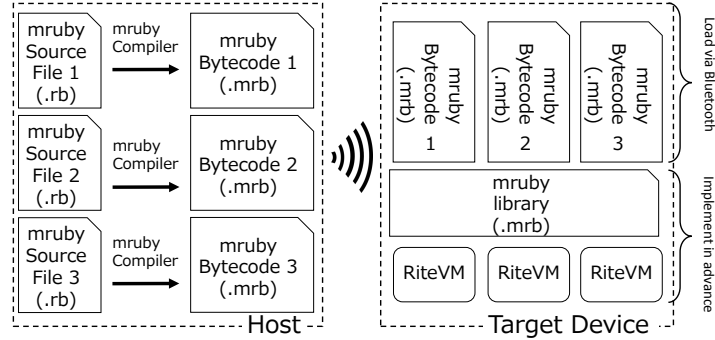 mruby
Source
File 1
(.rb)
mruby
Compiler
mruby
Bytecode 1
(.mrb)
mruby
Source
File 2
(.rb)
mruby
Compiler
mruby
Bytecode 2
(.mrb)
mruby
Source
File 3
(.rb)
mruby
Compiler
mruby
Bytecode 3
(.mrb)
Host
mruby
Bytecode
(.mrb)
1
mruby
Bytecode
(.mrb)
2
mruby
Bytecode
(.mrb)
3
Load via Bluetooth
mruby
library
(.mrb)
RiteVM
RiteVM
RiteVM
Implement in advance
Target Device